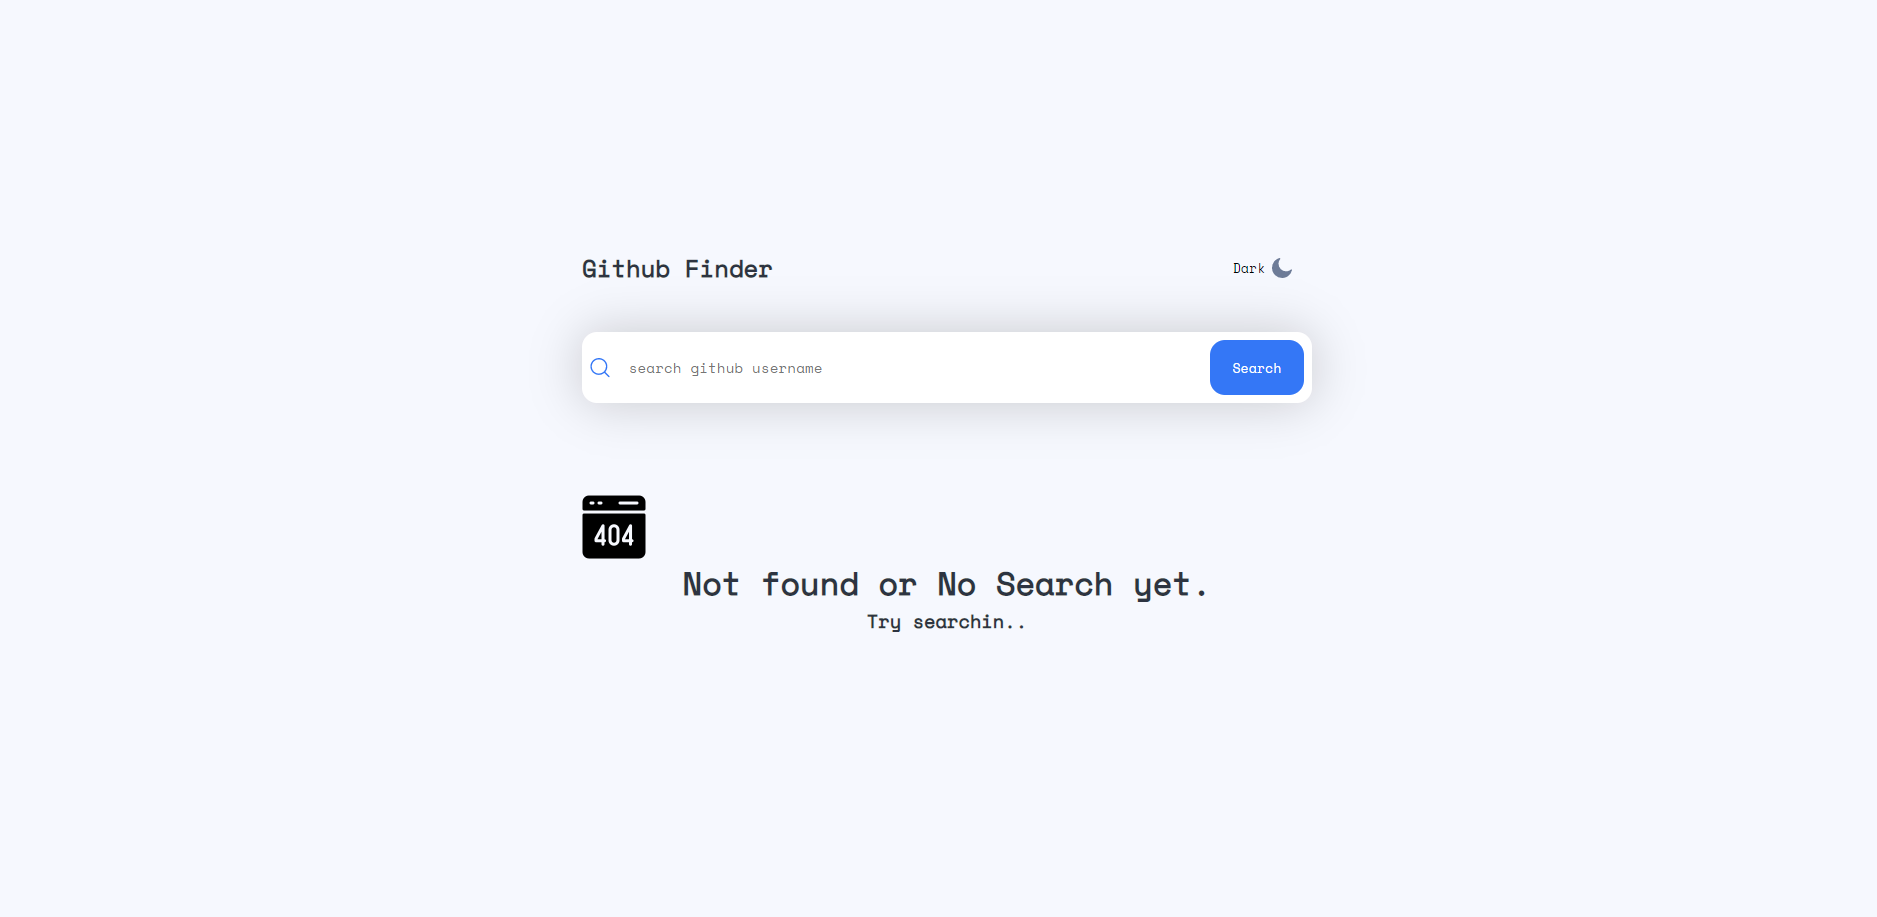 Github Finder
Dark
search github username
Search
404
Not found or No Search yet.
Try searchin..